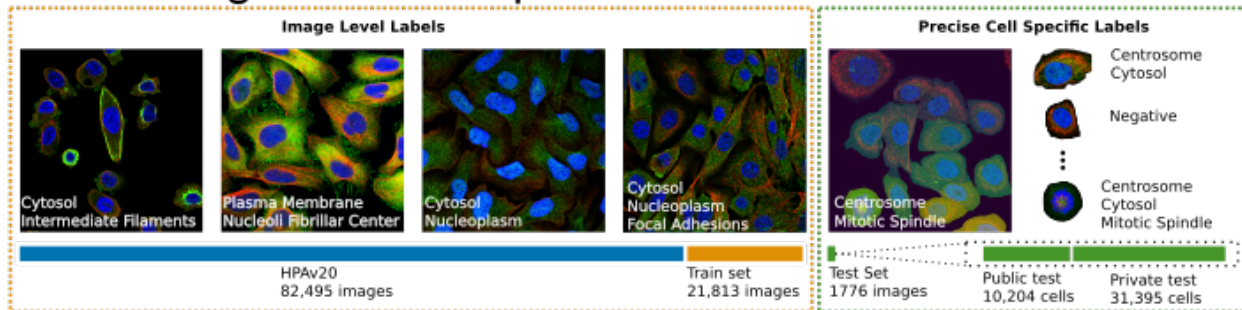 Image Level Labels
Precise Cell Specific Labels
Cytosol
Intermediate Filaments
Plasma Membrane
Nucleoli Fibrillar Center
Cytosol
Nucleoplasm
Cytosol
Nucleoplasm
Focal Adhesions
Centrosome
Mitotic Spindle
Centrosome
Cytosol
Negative
Centrosome
Cytosol
Mitotic Spindle
HPAv20
82,495 images
Train set
21,813 images
Test Set
1776 images
Public test
10,204 cells
Private test
31,395 cells